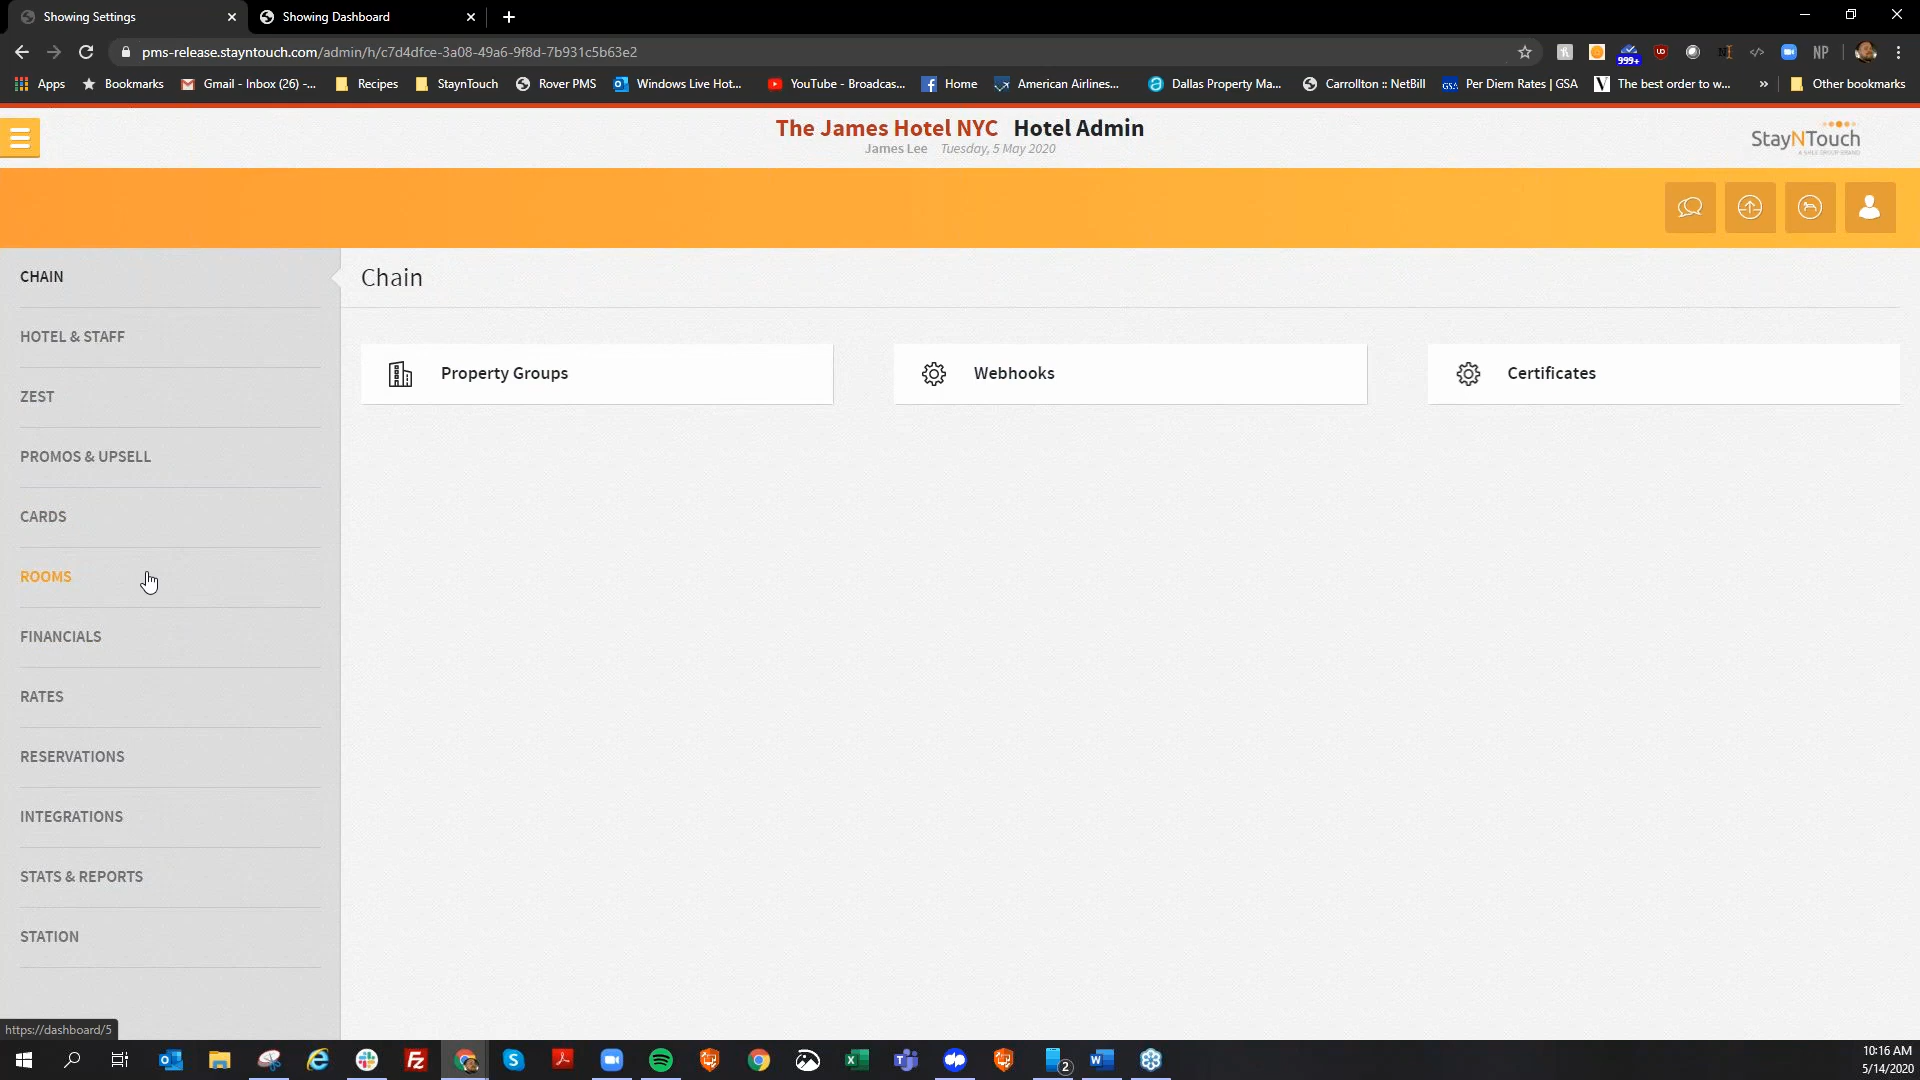 Showing Settings
Showing Dashboard
pms-release.stayntouch.com/admin/h/c7d4dfce-3a08-49a6-9f8d-7b931c5b63e2
999+
NP
Apps
Bookmarks
Gmail - Inbox (26) -...
Recipes
StaynTouch
Rover PMS
Windows Live Hot...
YouTube - Broadcas...
Home
American Airlines...
Dallas Property Ma...
Carrollton :: NetBill
GSA
Per Diem Rates | GSA
The best order to w...
»
Other bookmarks
The James Hotel NYC Hotel Admin
James Lee Tuesday, 5 May 2020
StayNTouch
CHAIN
HOTEL & STAFF
ZEST
PROMOS & UPSELL
CARDS
ROOMS
FINANCIALS
RATES
RESERVATIONS
INTEGRATIONS
STATS & REPORTS
STATION
Chain
Property Groups
Webhooks
Certificates
https://dashboard/5
2
10:16 AM
5/14/2020